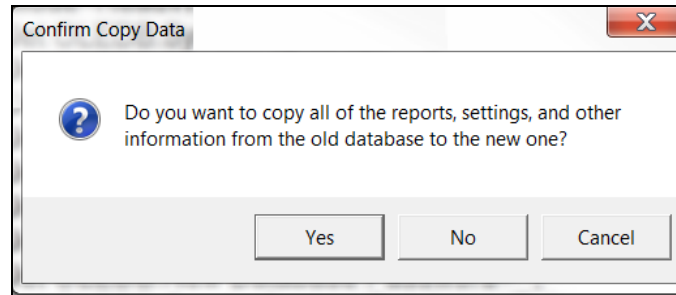 Confirm Copy Data
Do you want to copy all of the reports, settings, and other
information from the old database to the new one?
Yes No Cancel